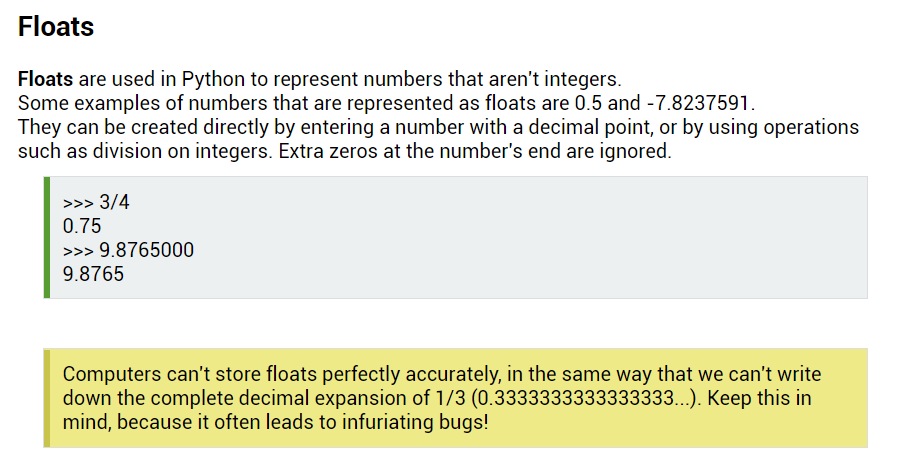 Floats
Floats are used in Python to represent numbers that aren't integers.
Some examples of numbers that are represented as floats are 0.5 and -7.8237591.
They can be created directly by entering a number with a decimal point, or by using operations
such as division on integers. Extra zeros at the number's end are ignored.
>>> 3/4
0.75
>>> 9.8765000
9.8765
Computers can't store floats perfectly accurately, in the same way that we can't write
down the complete decimal expansion of 1/3 (0.3333333333333333...). Keep this in
mind, because it often leads to infuriating bugs!